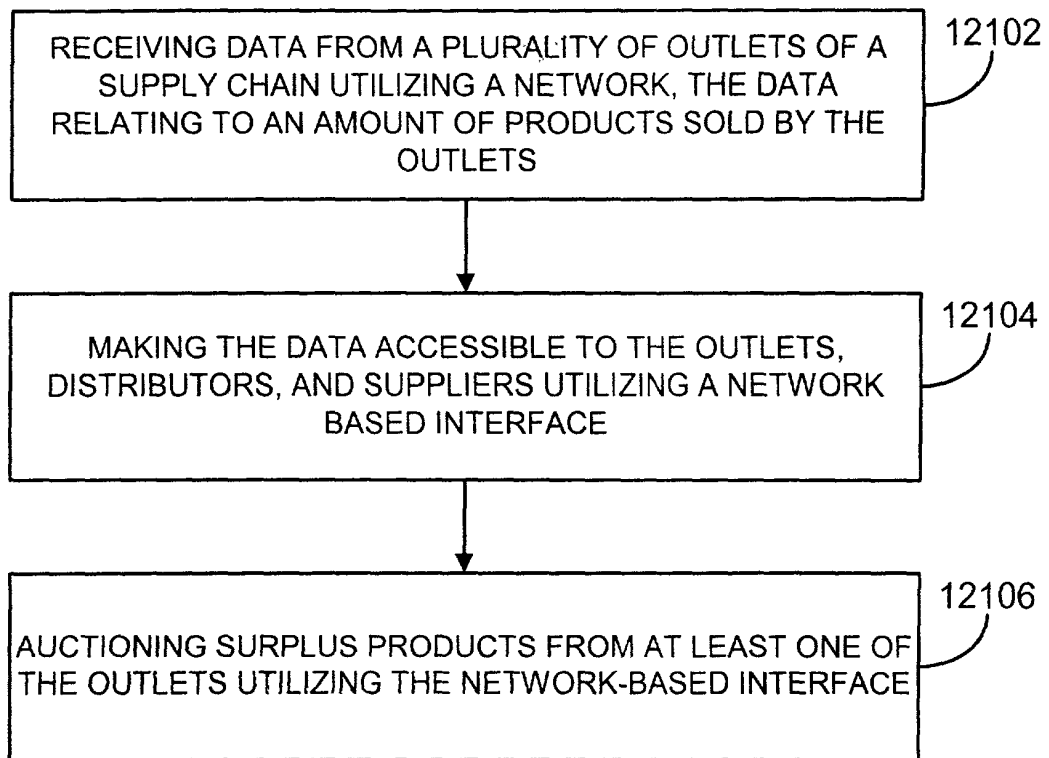 RECEIVING DATA FROM A PLURALITY OF OUTLETS OF A
SUPPLY CHAIN UTILIZING A NETWORK, THE DATA
RELATING TO AN AMOUNT OF PRODUCTS SOLD BY THE
OUTLETS
12102
MAKING THE DATA ACCESSIBLE TO THE OUTLETS,
DISTRIBUTORS, AND SUPPLIERS UTILIZING A NETWORK
BASED INTERFACE
12104
AUCTIONING SURPLUS PRODUCTS FROM AT LEAST ONE OF
THE OUTLETS UTILIZING THE NETWORK-BASED INTERFACE
12106